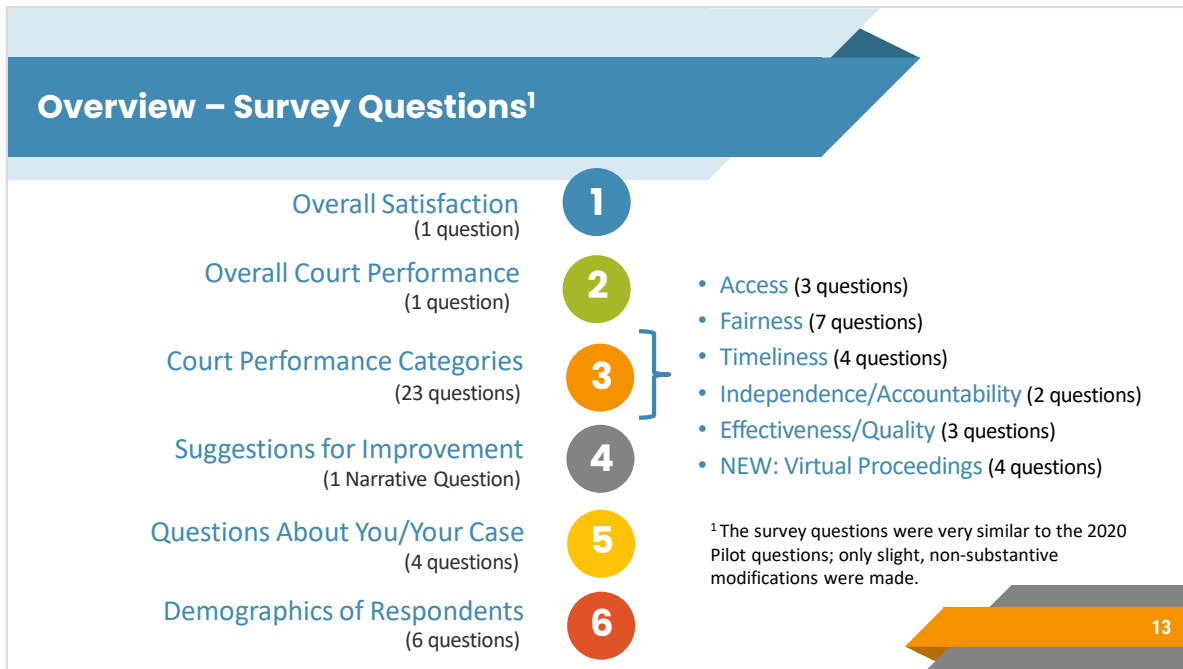 Overview – Survey Questions¹
Overall Satisfaction
(1 question)
1
Overall Court Performance
(1 question)
2
Court Performance Categories
(23 questions)
3
• Access (3 questions)
• Fairness (7 questions)
• Timeliness (4 questions)
• Independence/Accountability (2 questions)
• Effectiveness/Quality (3 questions)
• NEW: Virtual Proceedings (4 questions)
Suggestions for Improvement
(1 Narrative Question)
4
Questions About You/Your Case
(4 questions)
5
Demographics of Respondents
(6 questions)
6
¹ The survey questions were very similar to the 2020
Pilot questions; only slight, non-substantive
modifications were made.
13